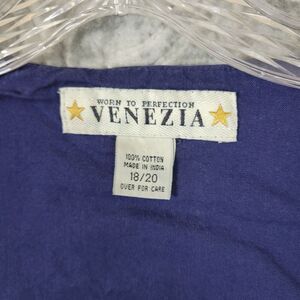 WORN TO PERFECTION
VENEZIA
100% COTTON
MADE IN INDIA
18/20
OVER FOR CARE